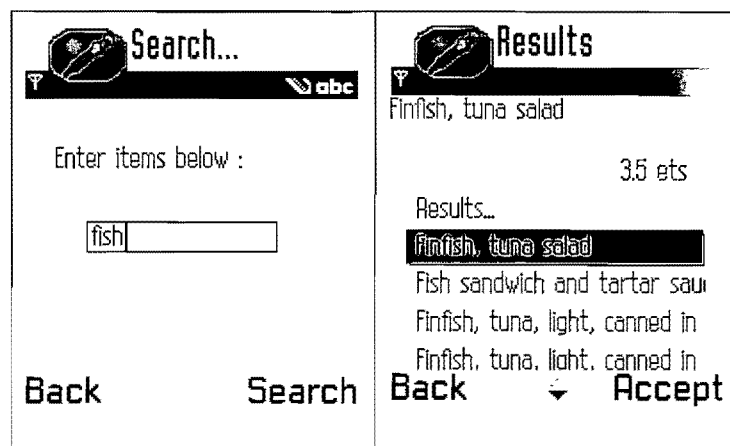 Search...
abc
Enter items below :
fish
Back Search
Results
Finfish, tuna salad
3.5 ets
Results...
Finfish, tuna salad
Fish sandwich and tartar sau
Finfish, tuna, light, canned in
Finfish, tuna, light, canned in
Back Accept